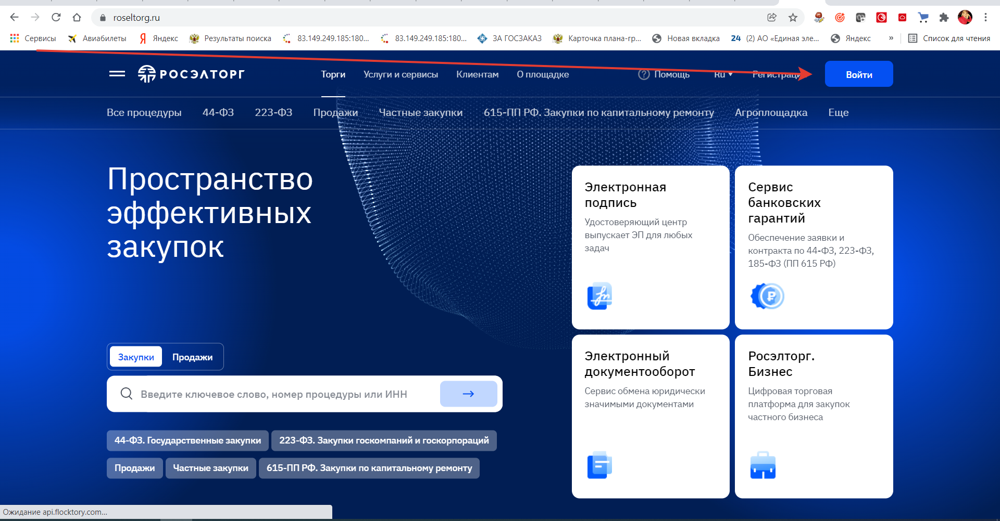 roseltorg.ru
Сервисы Авиабилеты Яндекс Результаты поиска 83.149.249.185:180... 83.149.249.185:180... ЗА ГОСЗАКАЗ Карточка плана-гр... Новая вкладка 24 (2) АО «Единая эле... Яндекс » Список для чтения
РОСЭЛТОРГ Торги Услуги и сервисы Клиентам О площадке ? Помощь Ru Регистрация Войти
Все процедуры 44-ФЗ 223-ФЗ Продажи Частные закупки 615-ПП РФ. Закупки по капитальному ремонту Агроплощадка Еще
Пространство
эффективных
закупок
Электронная
подпись
Удостоверяющий центр
выпускает ЭП для любых
задач
Сервис
банковских
гарантий
Обеспечение заявки и
контракта по 44-ФЗ, 223-ФЗ,
185-ФЗ (ПП 615 РФ)
Закупки Продажи
Введите ключевое слово, номер процедуры или ИНН
44-ФЗ. Государственные закупки 223-ФЗ. Закупки госкомпаний и госкорпораций
Продажи Частные закупки 615-ПП РФ. Закупки по капитальному ремонту
Электронный
документооборот
Сервис обмена юридически
значимыми документами
Росэлторг.
Бизнес
Цифровая торговая
платформа для закупок
частного бизнеса
Ожидание api.flocktory.com...